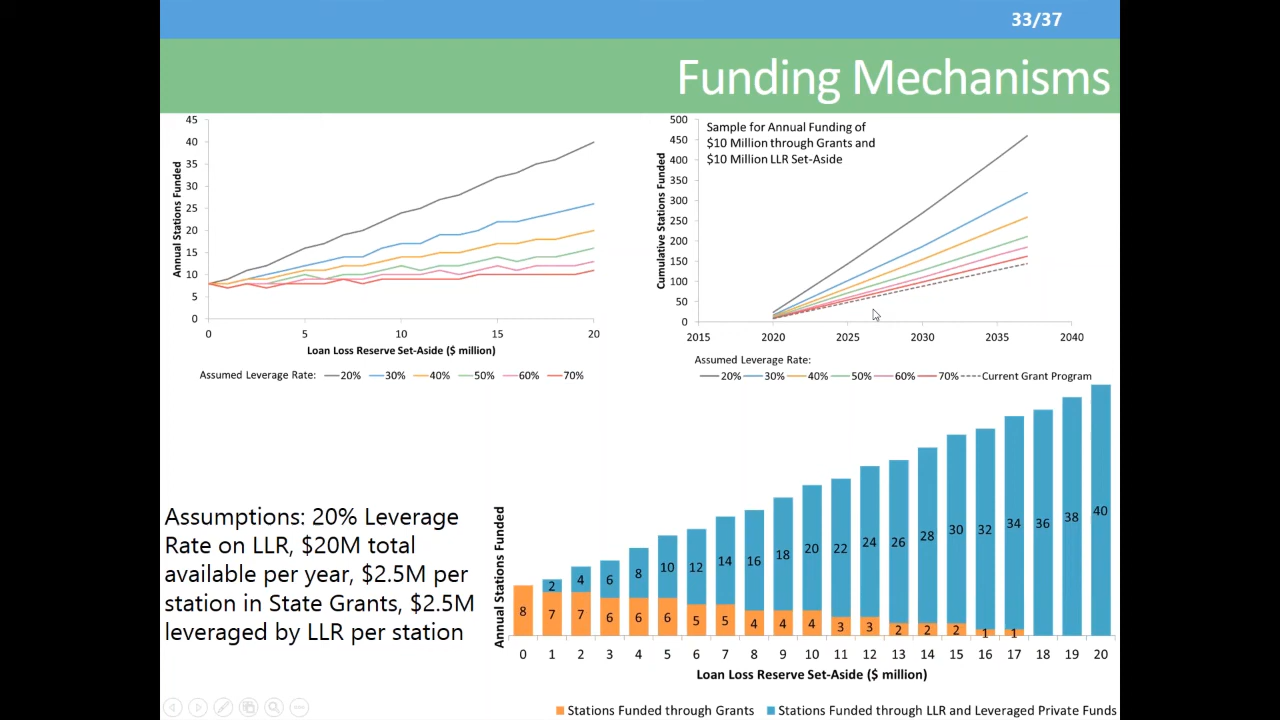 33/37
Funding Mechanisms
45
40
35
30
25
20
15
10
5
0
Annual Stations Funded
0 5 10 15 20
Loan Loss Reserve Set-Aside ($ million)
Assumed Leverage Rate: 20% 30% 40% 50% 60% 70%
Sample for Annual Funding of
$10 Million through Grants and
$10 Million LLR Set-Aside
500
450
400
350
300
250
200
150
100
50
0
Cumulative Stations Funded
2015 2020 2025 2030 2035 2040
Assumed Leverage Rate:
20% 30% 40% 50% 60% 70% Current Grant Program
Assumptions: 20% Leverage
Rate on LLR, $20M total
available per year, $2.5M per
station in State Grants, $2.5M
leveraged by LLR per station
Annual Stations Funded
2 4 6 8 10 12 14 16 18 20 22 24 26 28 30 32 34 36 38 40
8 7 7 6 6 6 5 5 4 4 4 3 3 2 2 2 1 1
0 1 2 3 4 5 6 7 8 9 10 11 12 13 14 15 16 17 18 19 20
Loan Loss Reserve Set-Aside ($ million)
Stations Funded through Grants Stations Funded through LLR and Leveraged Private Funds